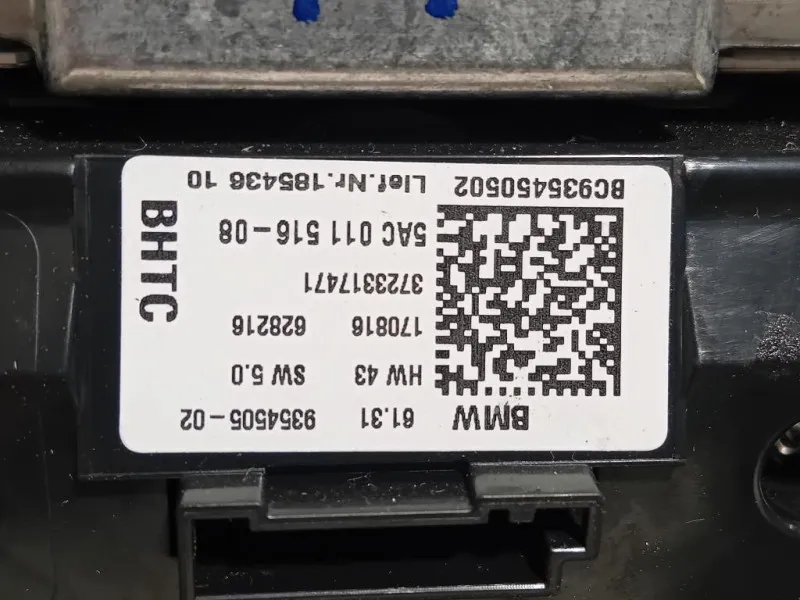 BMW 61.31 9354505-02
HW 43 SW 5.0
170816 628216
3723317471
5AC 011 516-08
BC935450502 Lief.Nr.185436 10
BHTC